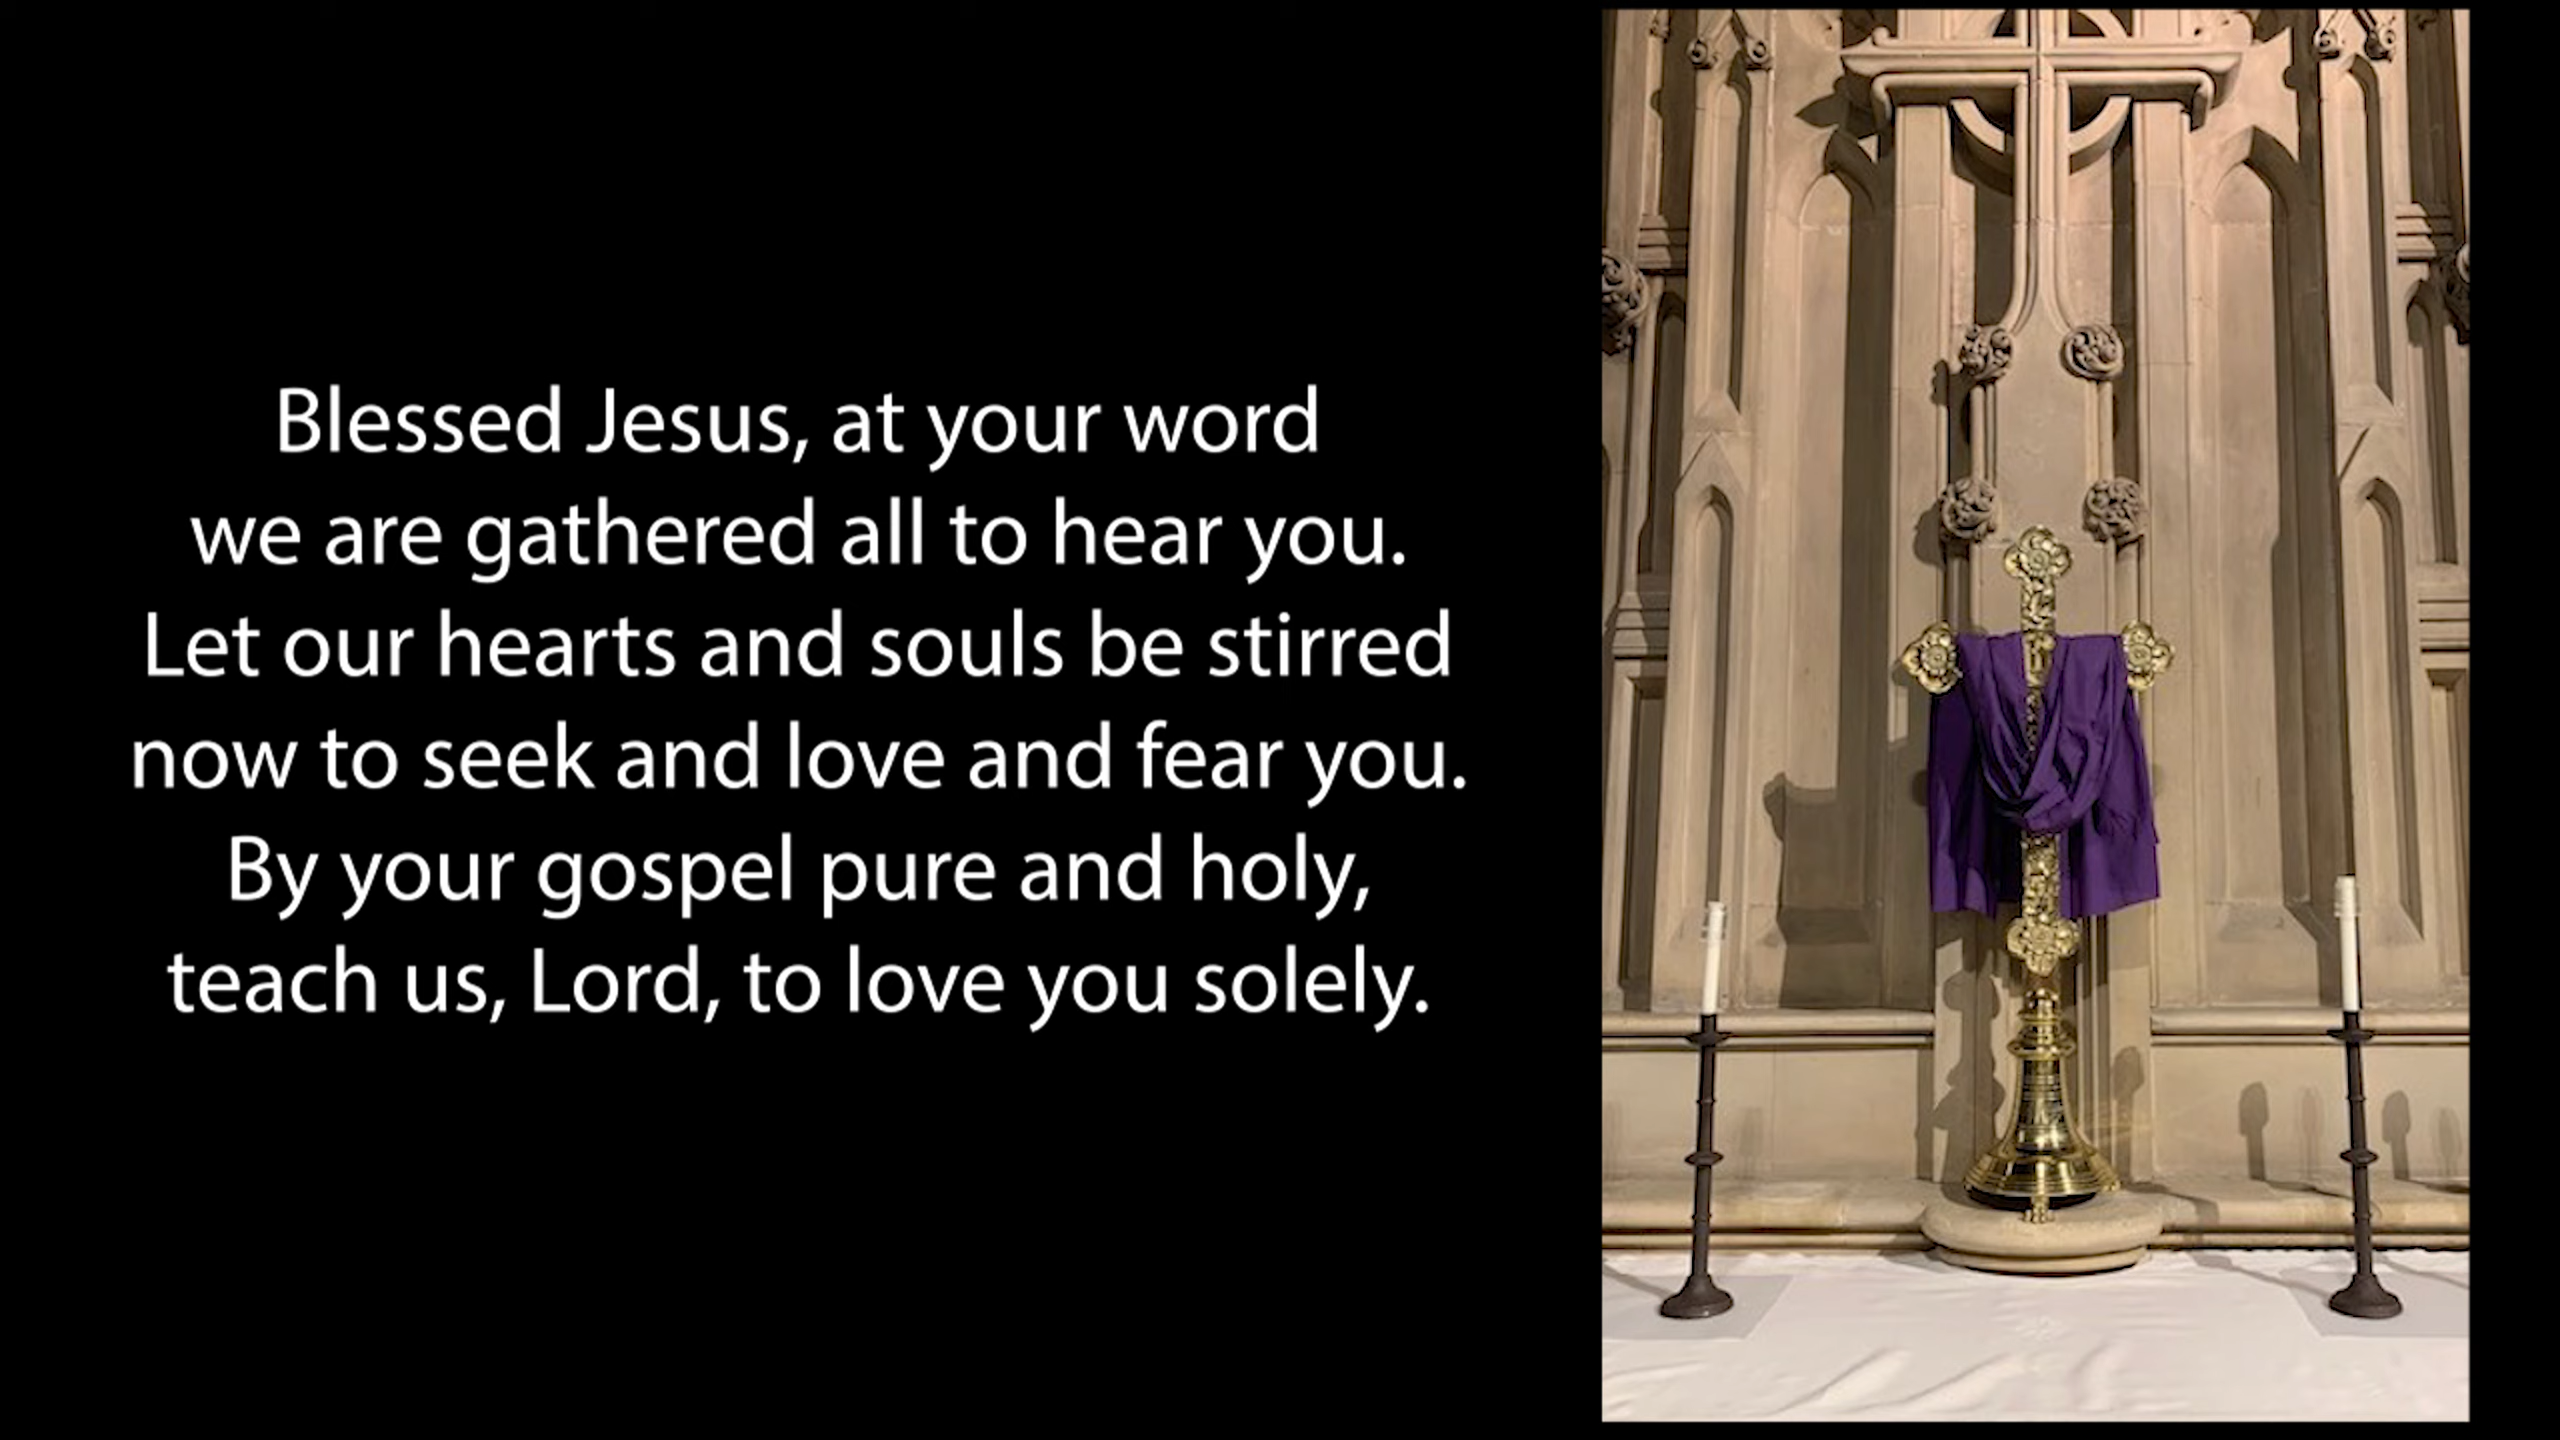 Blessed Jesus, at your word
we are gathered all to hear you.
Let our hearts and souls be stirred
now to seek and love and fear you.
By your gospel pure and holy,
teach us, Lord, to love you solely.